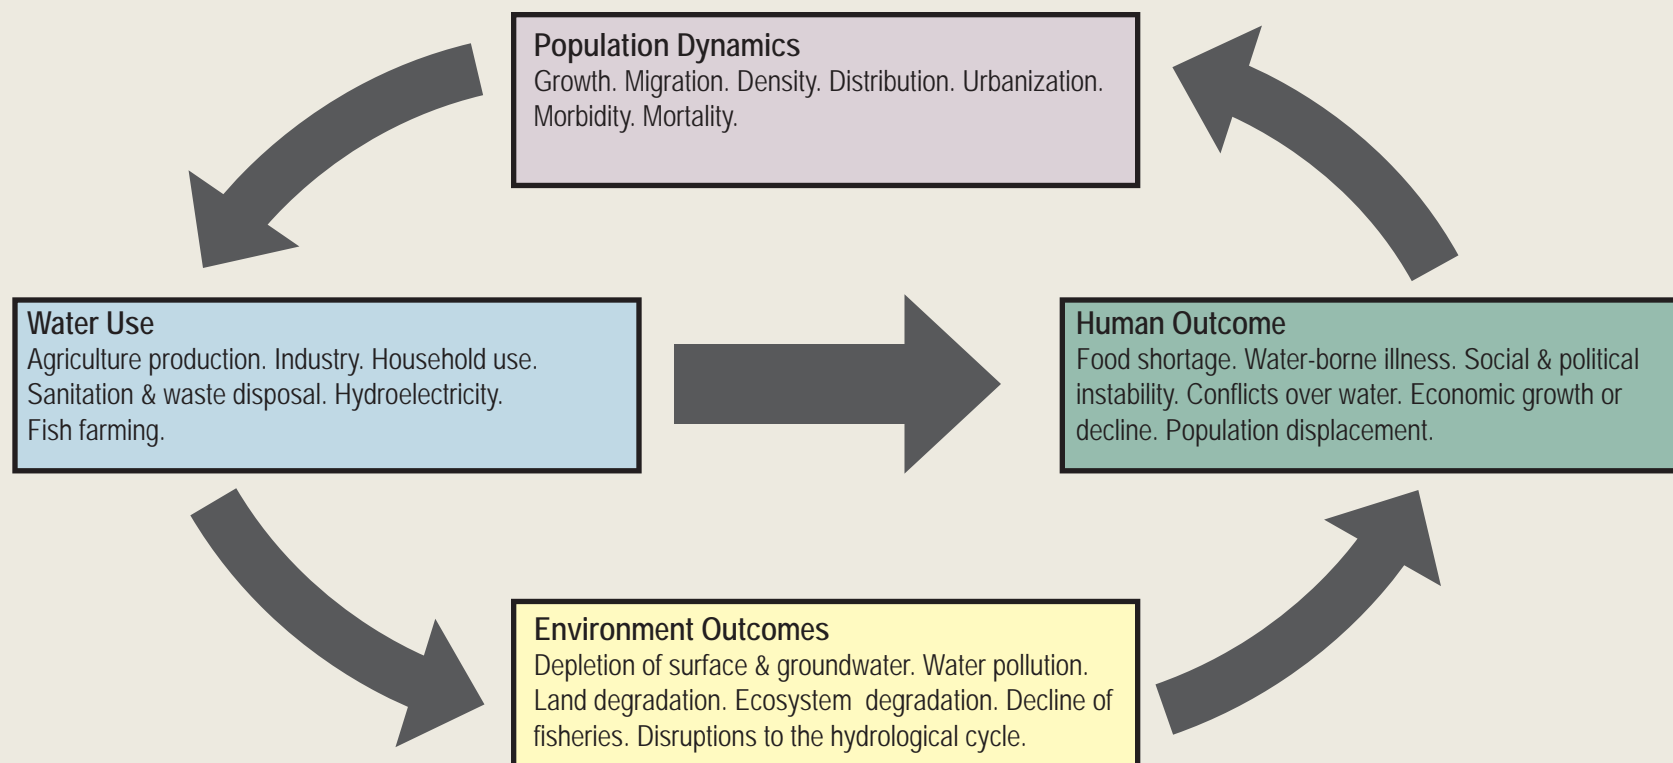 Population Dynamics
Growth. Migration. Density. Distribution. Urbanization.
Morbidity. Mortality.
Water Use
Agriculture production. Industry. Household use.
Sanitation & waste disposal. Hydroelectricity.
Fish farming.
Human Outcome
Food shortage. Water-borne illness. Social & political
instability. Conflicts over water. Economic growth or
decline. Population displacement.
Environment Outcomes
Depletion of surface & groundwater. Water pollution.
Land degradation. Ecosystem degradation. Decline of
fisheries. Disruptions to the hydrological cycle.